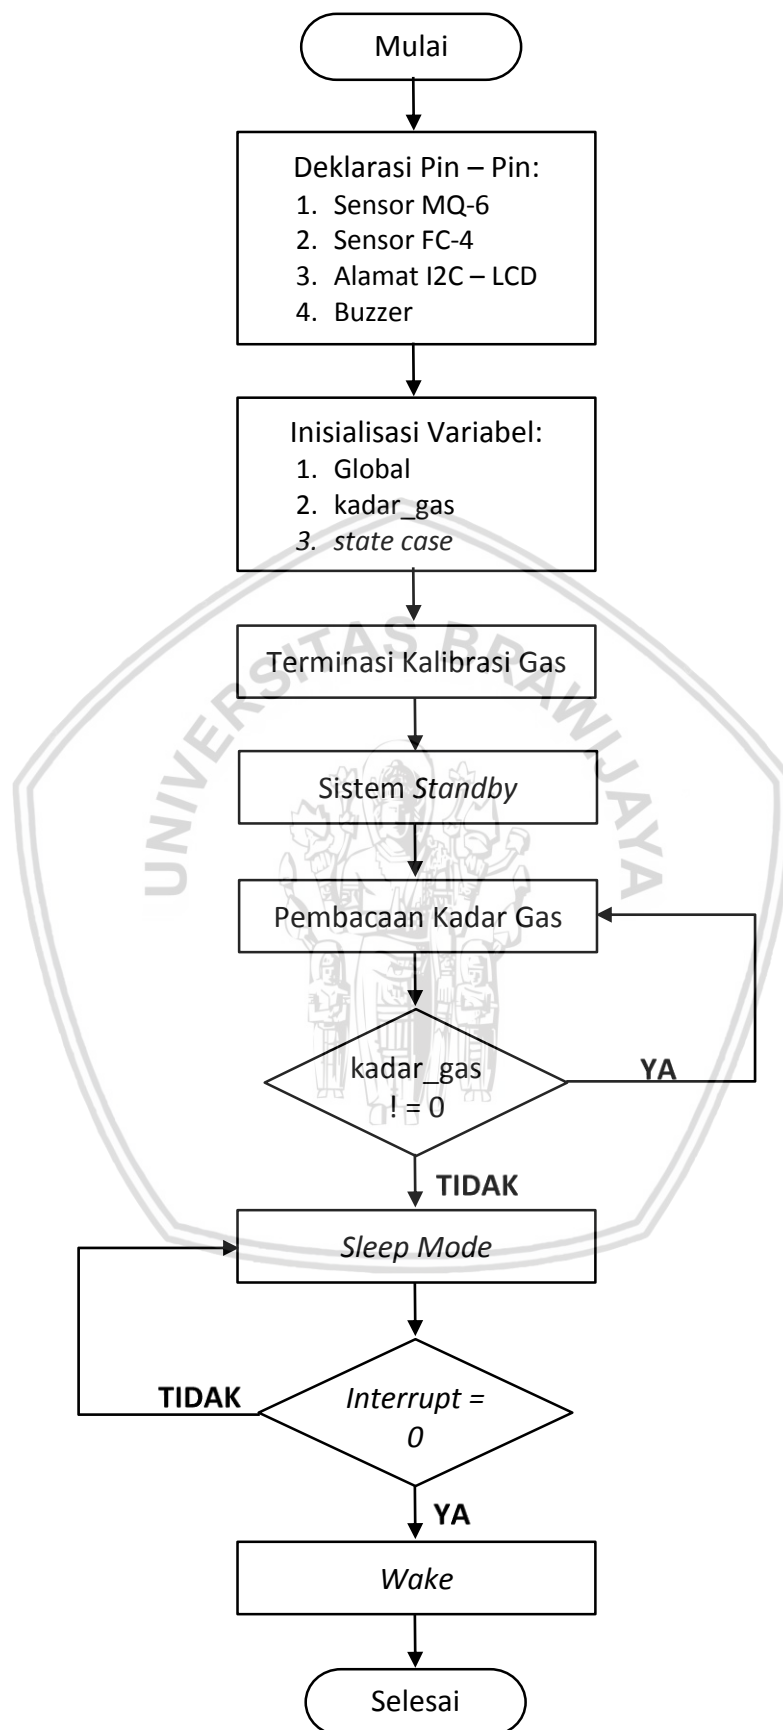 Mulai
Deklarasi Pin – Pin:
1. Sensor MQ-6
2. Sensor FC-4
3. Alamat I2C – LCD
4. Buzzer
Inisialisasi Variabel:
1. Global
2. kadar_gas
3. state case
Terminasi Kalibrasi Gas
UNIVERSITAS BRAWIJAYA
Sistem Standby
Pembacaan Kadar Gas
kadar_gas
! = 0
YA
TIDAK
Sleep Mode
TIDAK
Interrupt =
0
YA
Wake
Selesai